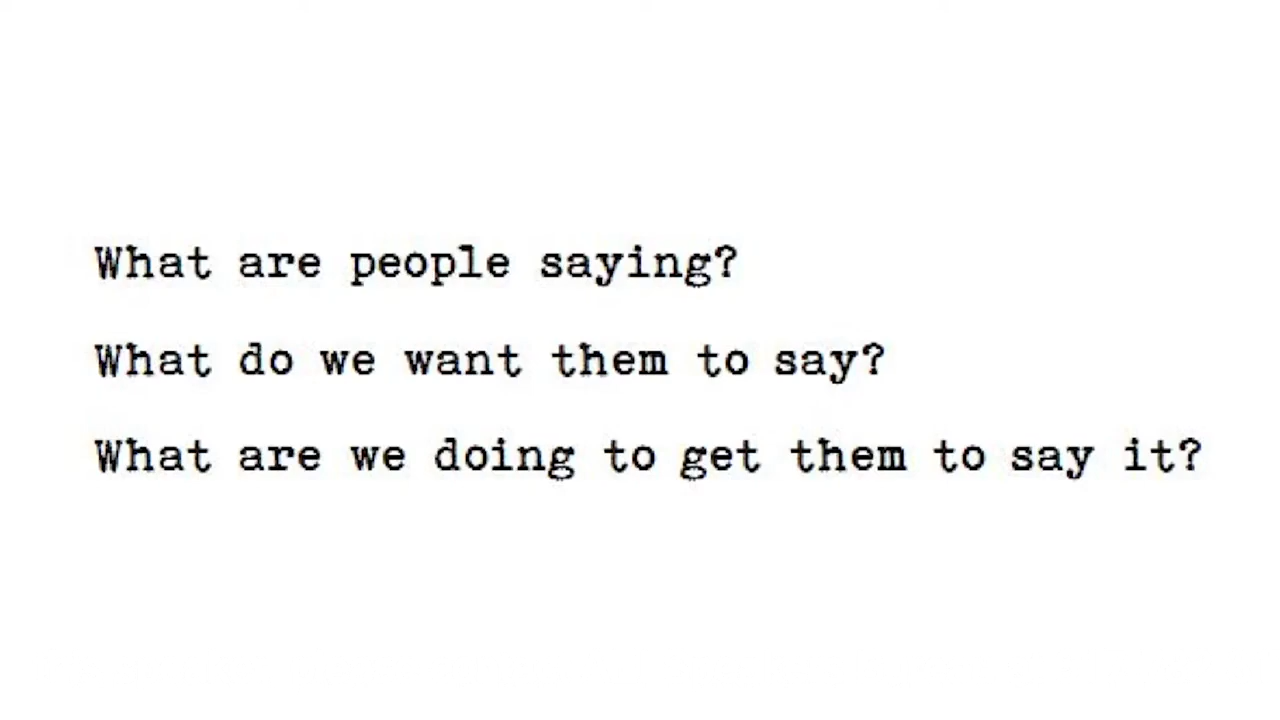 What are people saying?
What do we want them to say?
What are we doing to get them to say it?